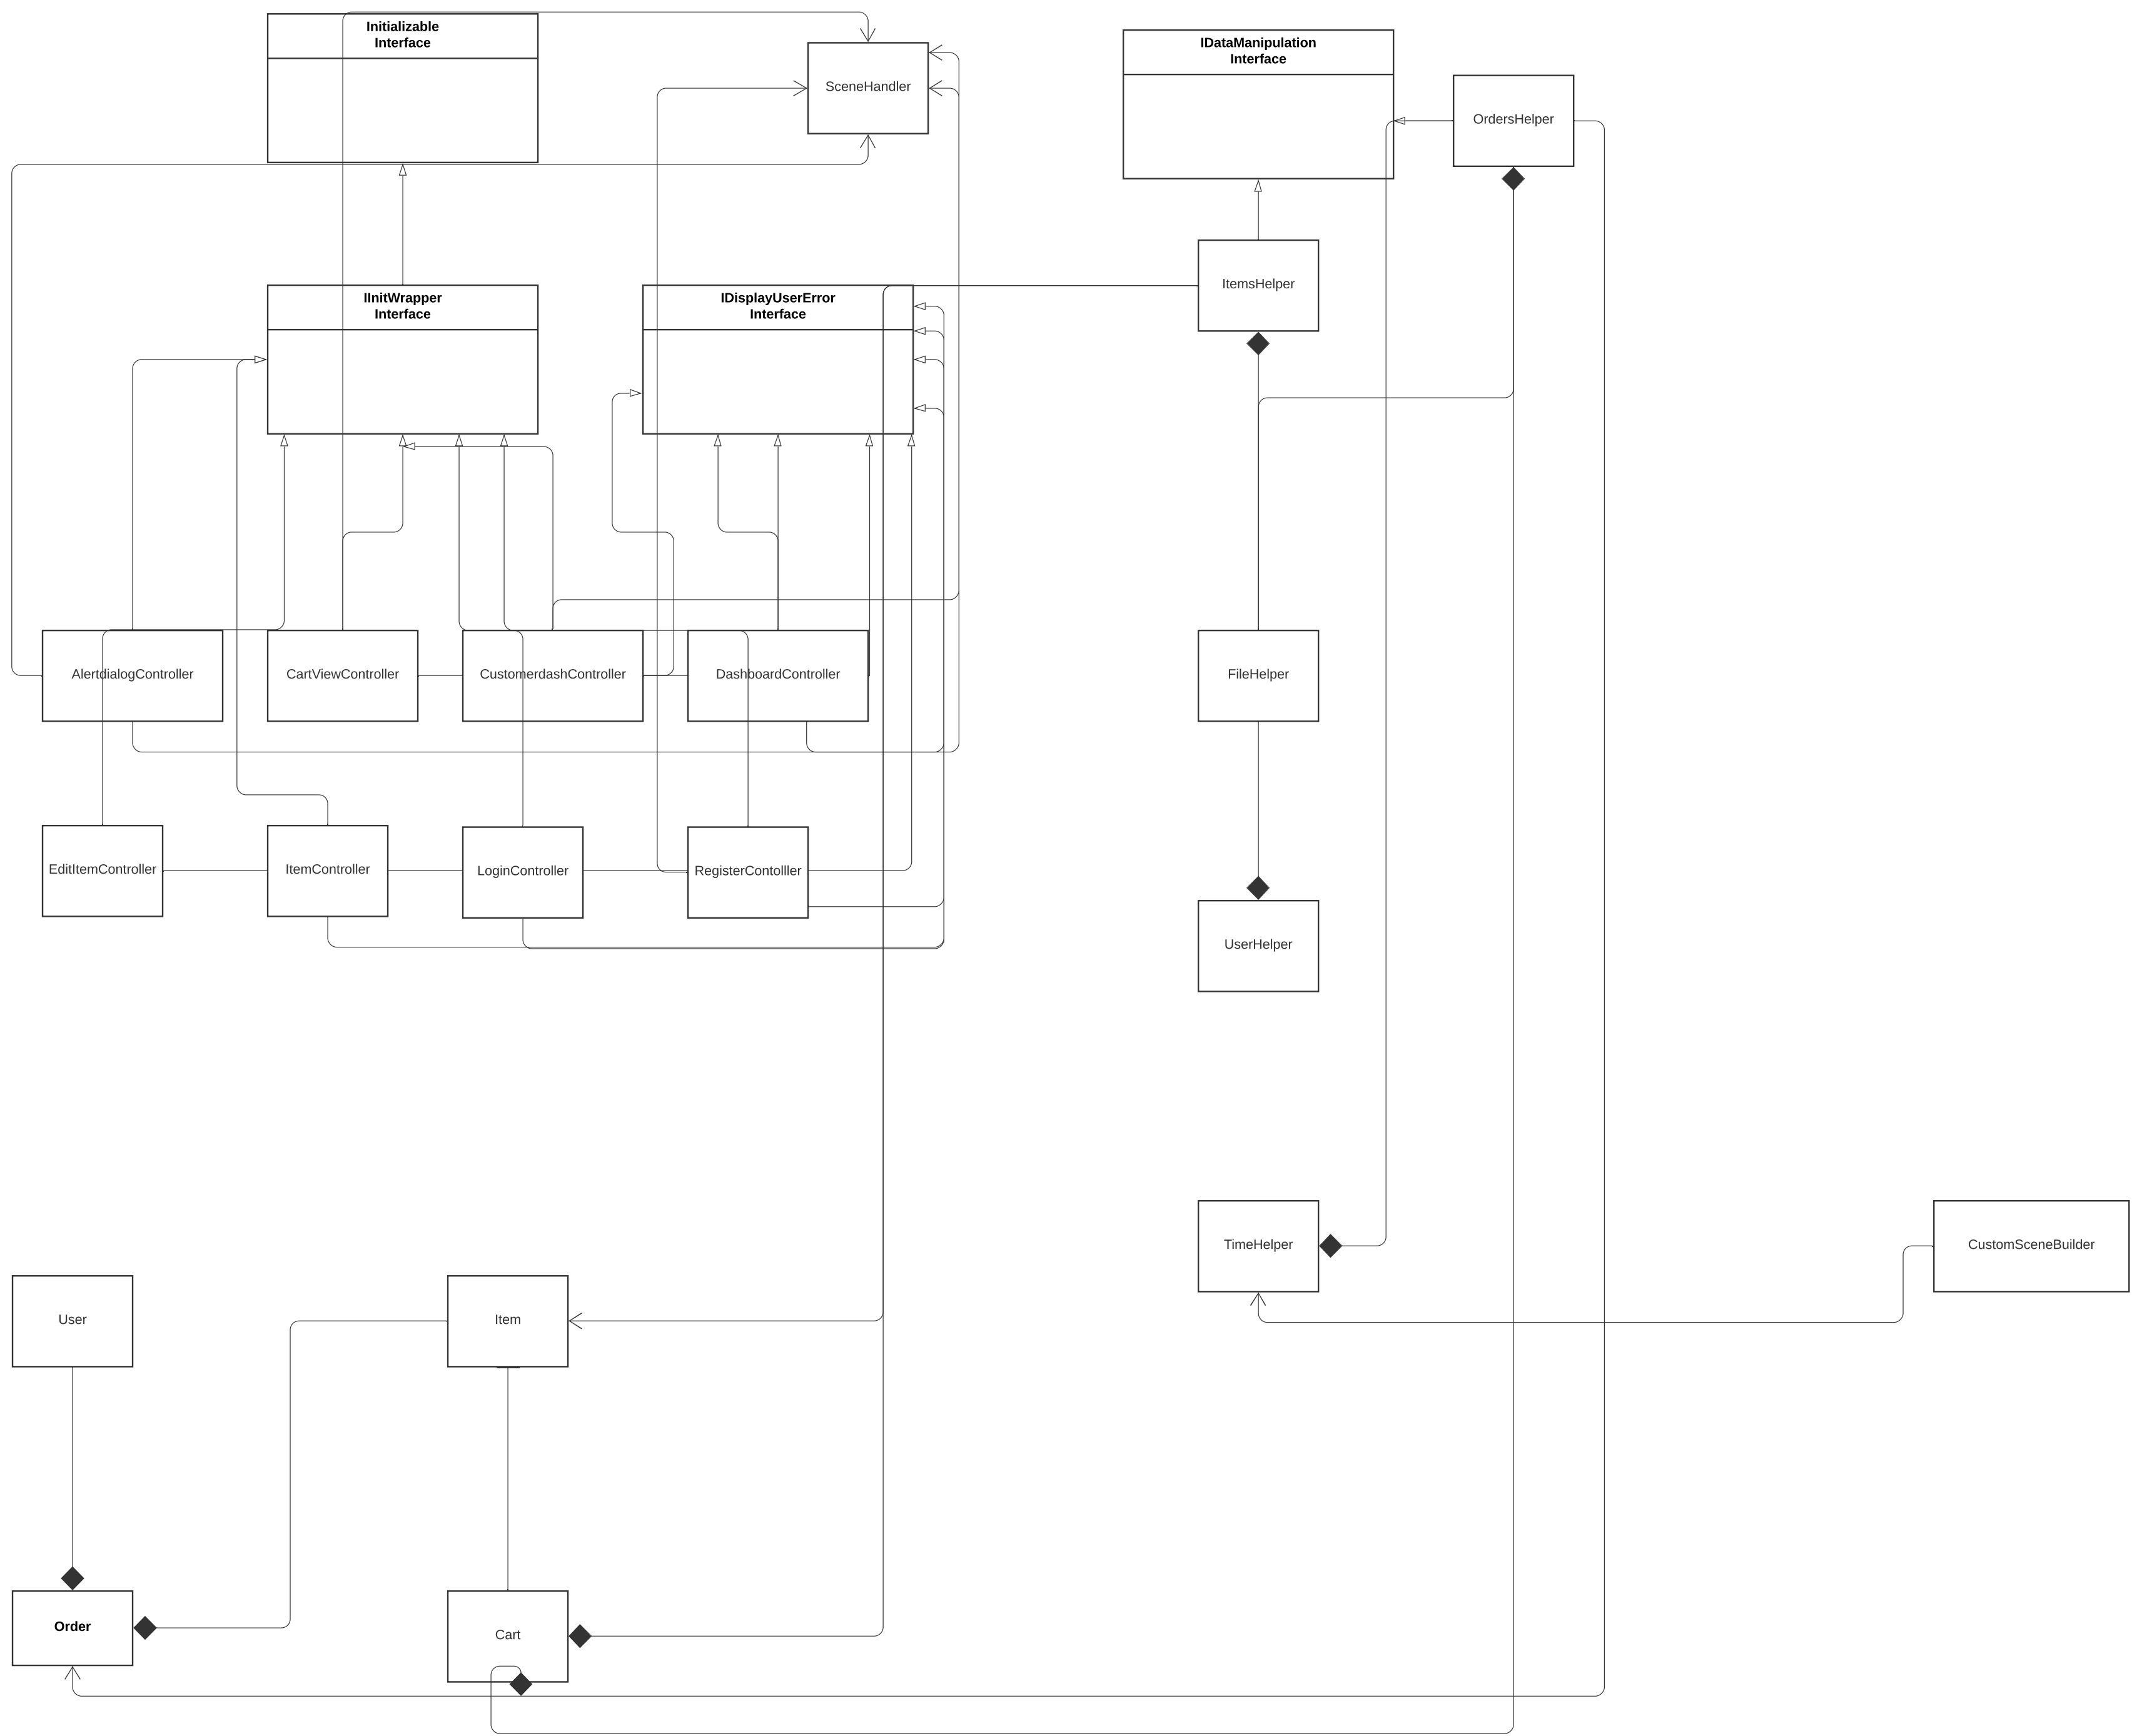 Initializable
Interface
SceneHandler
IDataManipulation
Interface
OrdersHelper
ItemsHelper
IInitWrapper
Interface
IDisplayUserError
Interface
AlertdialogController
CartViewController
CustomerdashController
DashboardController
FileHelper
EditItemController
ItemController
LoginController
RegisterContolller
UserHelper
TimeHelper
CustomSceneBuilder
User
Item
Order
Cart